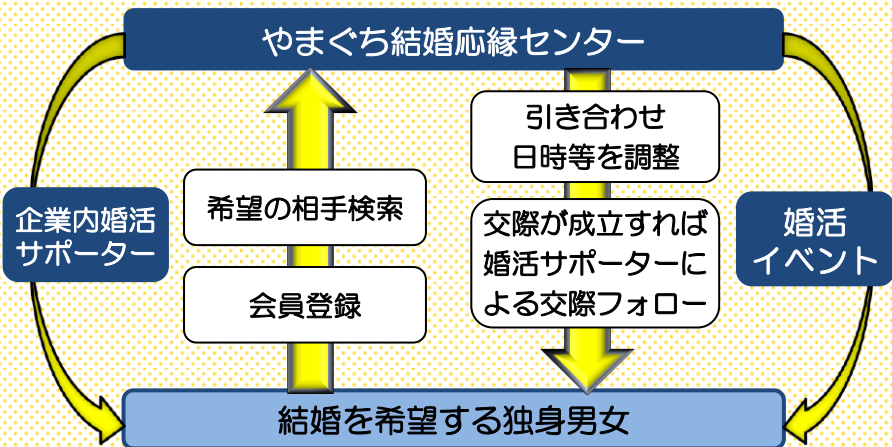 やまぐち結婚応縁センター
引き合わせ
日時等を調整
希望の相手検索
企業内婚活
サポーター
婚活
イベント
交際が成立すれば
婚活サポーターに
よる交際フォロー
会員登録
結婚を希望する独身男女